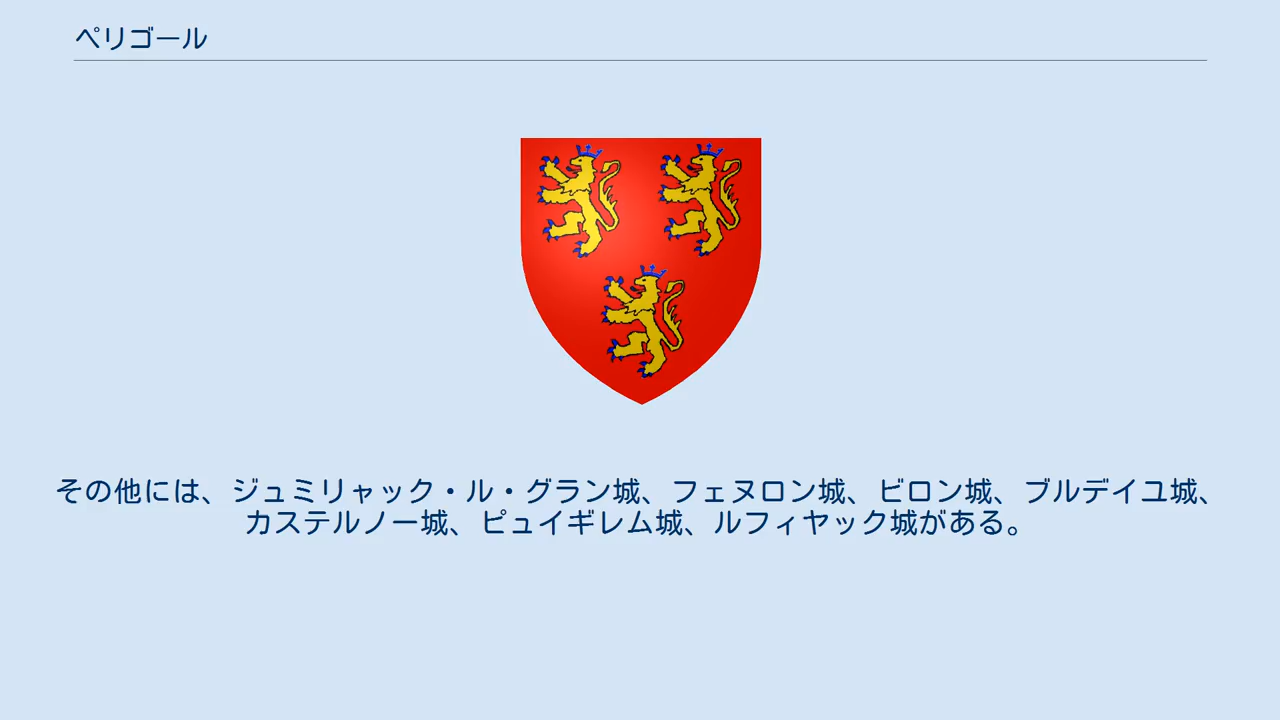 ペリゴール
その他には、ジュミリャック・ル・グラン城、フェヌロン城、ビロン城、ブルデイユ城、
カステルノー城、ピュイギレム城、ルフィヤック城がある。